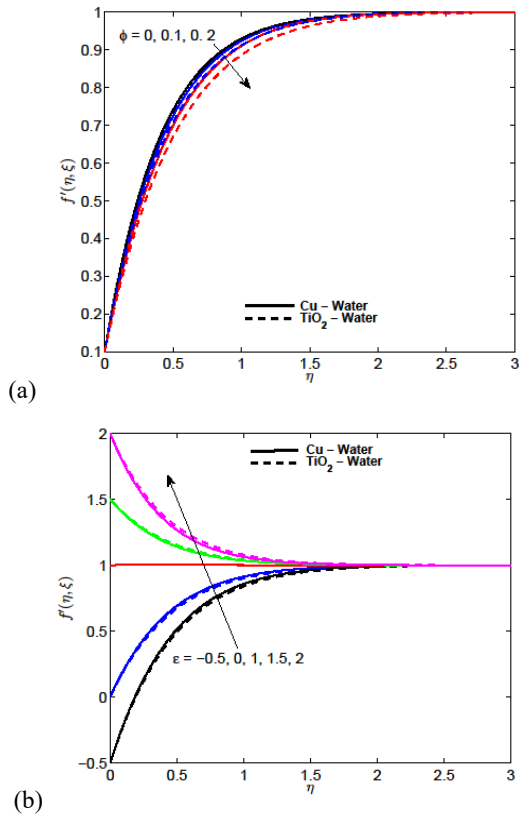 1
0.9
0.8
0.7
0.6
0.5
0.4
0.3
0.2
0.1
f ′(η,ξ)
ϕ = 0, 0.1, 0. 2
Cu – Water
TiO₂ – Water
0 0.5 1 1.5 2 2.5 3
η
(a)
2
1.5
1
0.5
0
−0.5
f′(η,ξ)
Cu – Water
TiO₂ – Water
ε = −0.5, 0, 1, 1.5, 2
0 0.5 1 1.5 2 2.5 3
η
(b)